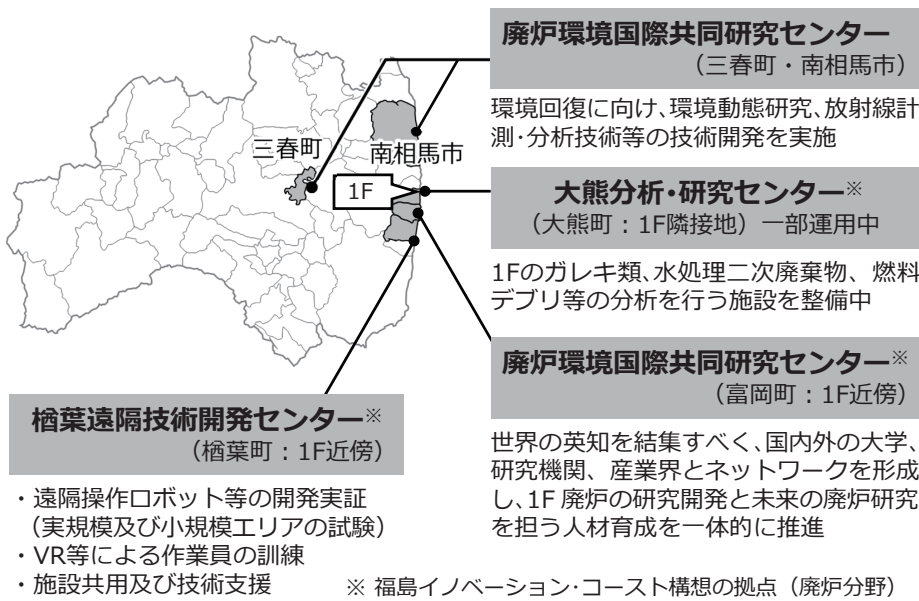 廃炉環境国際共同研究センター
（三春町・南相馬市）
環境回復に向け、環境動態研究、放射線計
測･分析技術等の技術開発を実施
三春町
南相馬市
1F
大熊分析･研究センター※
（大熊町：1F隣接地）一部運用中
1Fのガレキ類、水処理二次廃棄物、燃料
デブリ等の分析を行う施設を整備中
廃炉環境国際共同研究センター※
（富岡町：1F近傍）
世界の英知を結集すべく、国内外の大学、
研究機関、産業界とネットワークを形成
し、1F 廃炉の研究開発と未来の廃炉研究
を担う人材育成を一体的に推進
楢葉遠隔技術開発センター※
（楢葉町：1F近傍）
・遠隔操作ロボット等の開発実証
（実規模及び小規模エリアの試験）
・VR等による作業員の訓練
・施設共用及び技術支援
※ 福島イノベーション･コースト構想の拠点（廃炉分野）